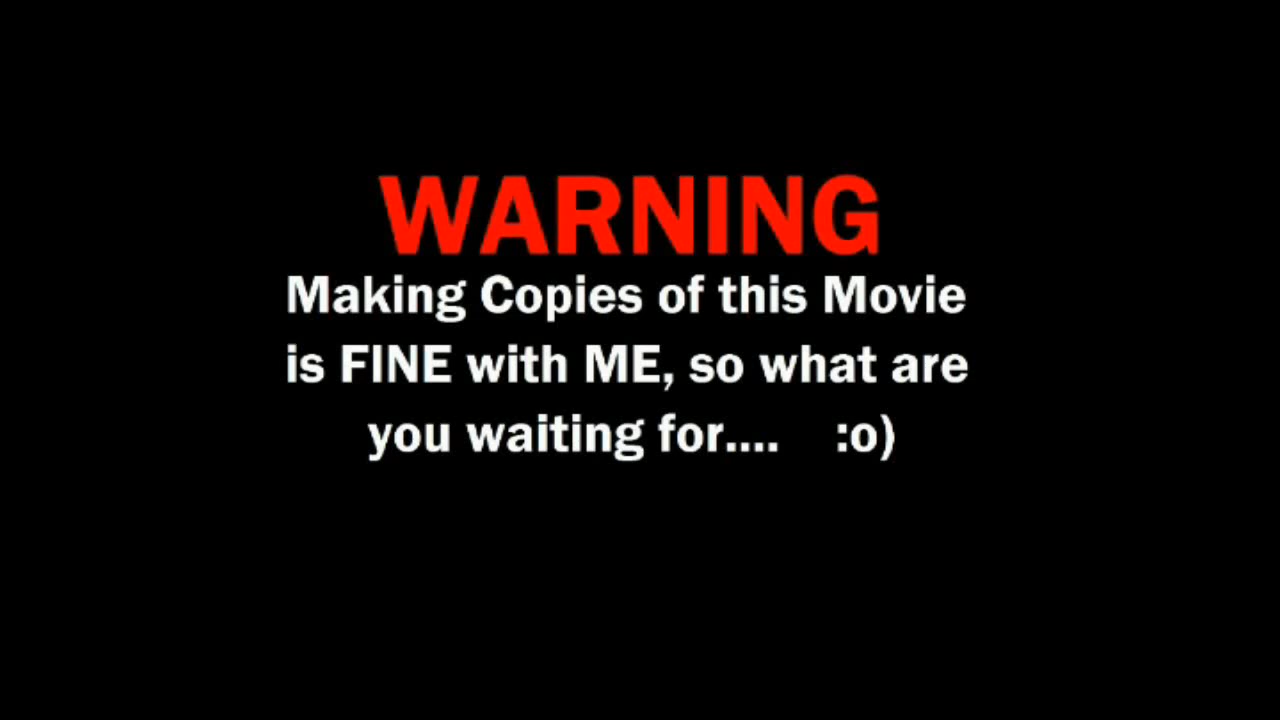 WARNING
Making Copies of this Movie
is FINE with ME, so what are
you waiting for.... :o)